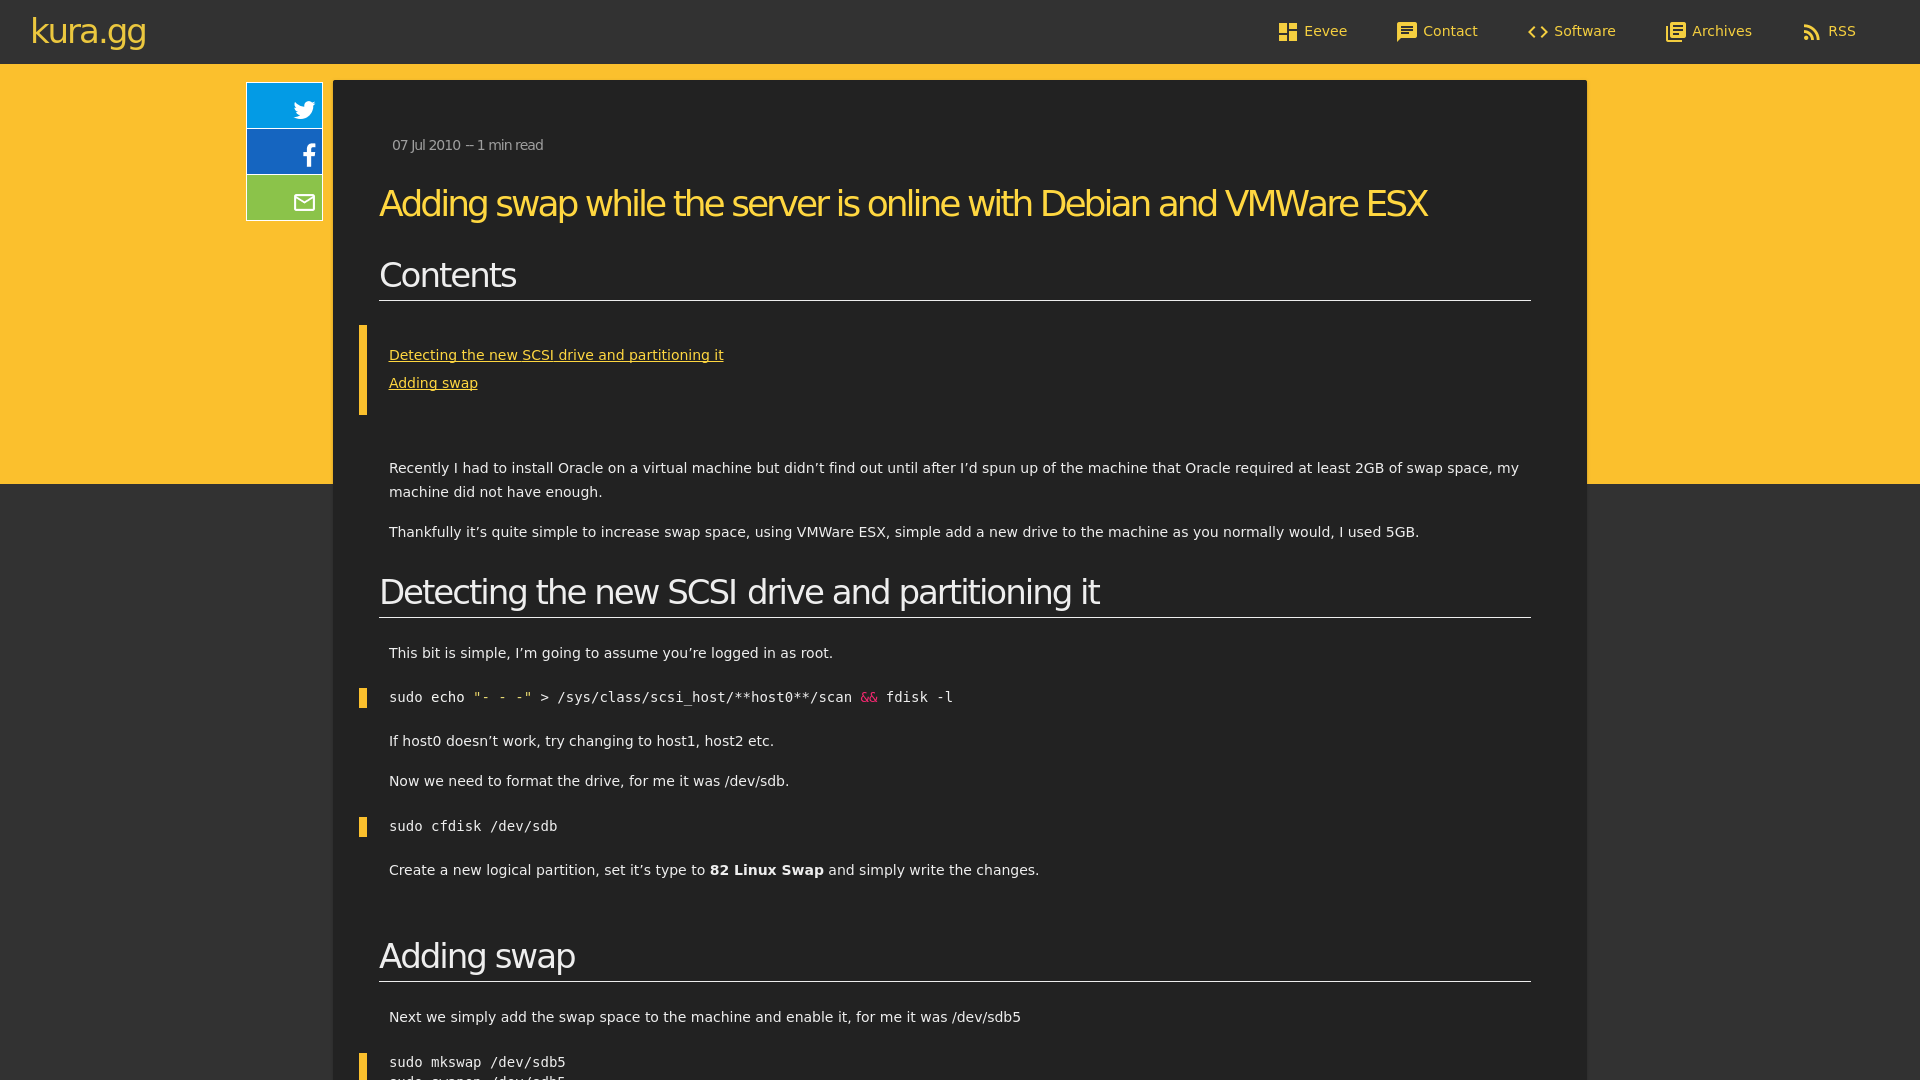 kura.gg
Eevee
Contact
Software
Archives
RSS
07 Jul 2010 -- 1 min read
Adding swap while the server is online with Debian and VMWare ESX
Contents
Detecting the new SCSI drive and partitioning it
Adding swap
Recently I had to install Oracle on a virtual machine but didn’t find out until after I’d spun up of the machine that Oracle required at least 2GB of swap space, my
machine did not have enough.
Thankfully it’s quite simple to increase swap space, using VMWare ESX, simple add a new drive to the machine as you normally would, I used 5GB.
Detecting the new SCSI drive and partitioning it
This bit is simple, I’m going to assume you’re logged in as root.
sudo echo "- - -" > /sys/class/scsi_host/**host0**/scan && fdisk -l
If host0 doesn’t work, try changing to host1, host2 etc.
Now we need to format the drive, for me it was /dev/sdb.
sudo cfdisk /dev/sdb
Create a new logical partition, set it’s type to 82 Linux Swap and simply write the changes.
Adding swap
Next we simply add the swap space to the machine and enable it, for me it was /dev/sdb5
sudo mkswap /dev/sdb5